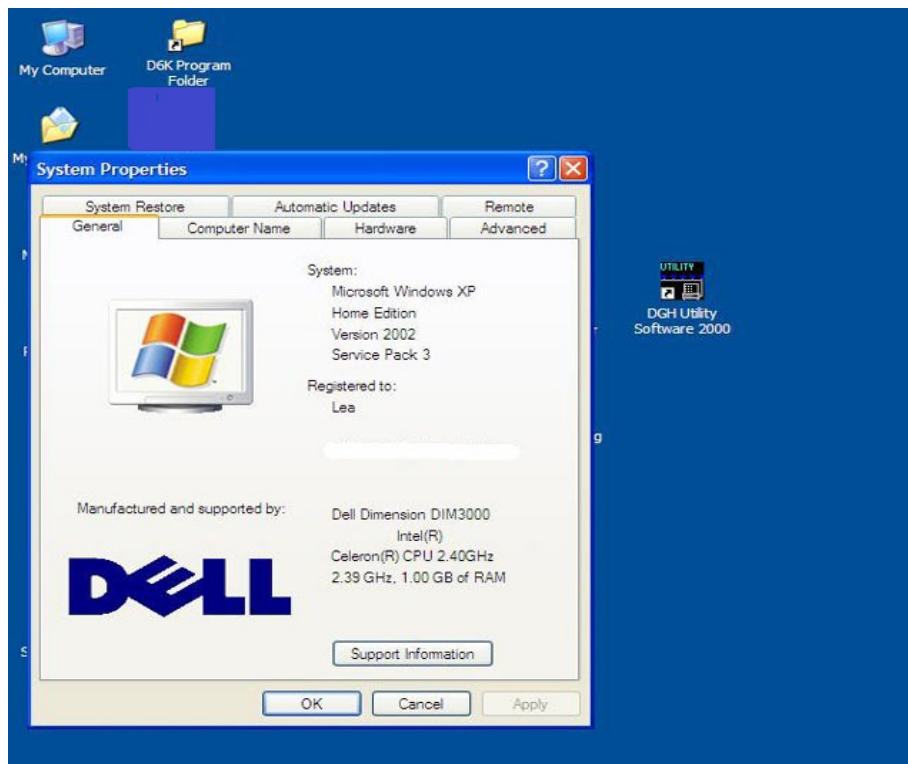 My Computer
D6K Program
Folder
My
System Properties
System Restore
Automatic Updates
Remote
General
Computer Name
Hardware
Advanced
System:
Microsoft Windows XP
Home Edition
Version 2002
Service Pack 3
Registered to:
Lea
UTILITY
DGH Utility
Software 2000
g
Manufactured and supported by:
DELL
Dell Dimension DIM3000
Intel(R)
Celeron(R) CPU 2.40GHz
2.39 GHz, 1.00 GB of RAM
Support Information
OK
Cancel
Apply